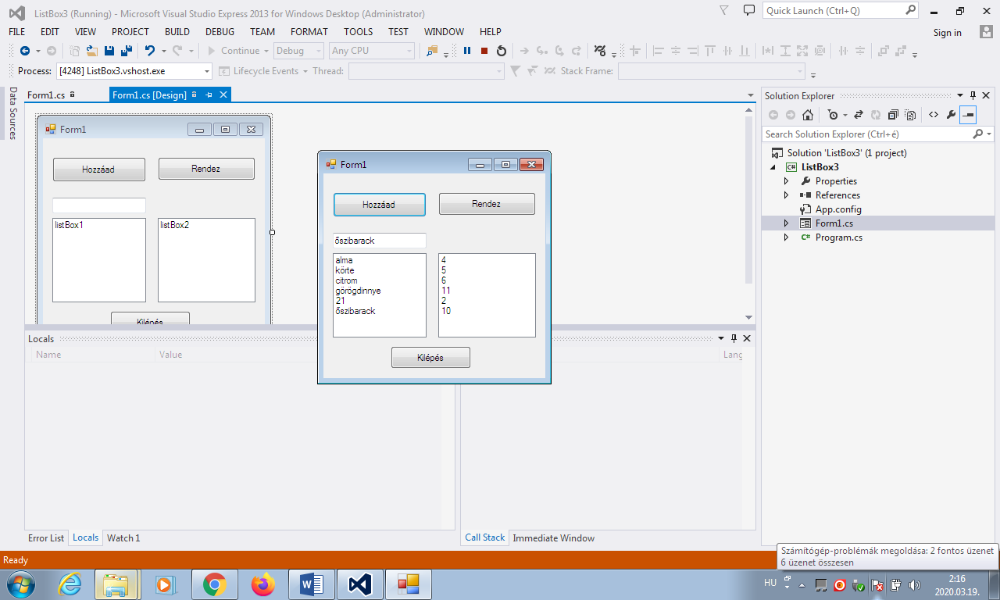 ListBox3 (Running) - Microsoft Visual Studio Express 2013 for Windows Desktop (Administrator)
Quick Launch (Ctrl+Q)
FILE EDIT VIEW PROJECT BUILD DEBUG TEAM FORMAT TOOLS TEST WINDOW HELP
Sign in
Continue Debug Any CPU
Process: [4248] ListBox3.vshost.exe Lifecycle Events Thread: Stack Frame:
Data Sources
Form1.cs Form1.cs [Design]
Form1
Hozzáad Rendez
listBox1 listBox2
Kilépés
Form1
Hozzáad Rendez
őszibarack
alma 4
körte 5
citrom 6
görögdinnye 11
21 2
őszibarack 10
Kilépés
Solution Explorer
Search Solution Explorer (Ctrl+é)
Solution 'ListBox3' (1 project)
C# ListBox3
Properties
References
App.config
Form1.cs
C# Program.cs
Locals
Name Value
Lang
Error List Locals Watch 1
Call Stack Immediate Window
Ready
Számítógép-problémák megoldása: 2 fontos üzenet
6 üzenet összesen
HU
2:16
2020.03.19.